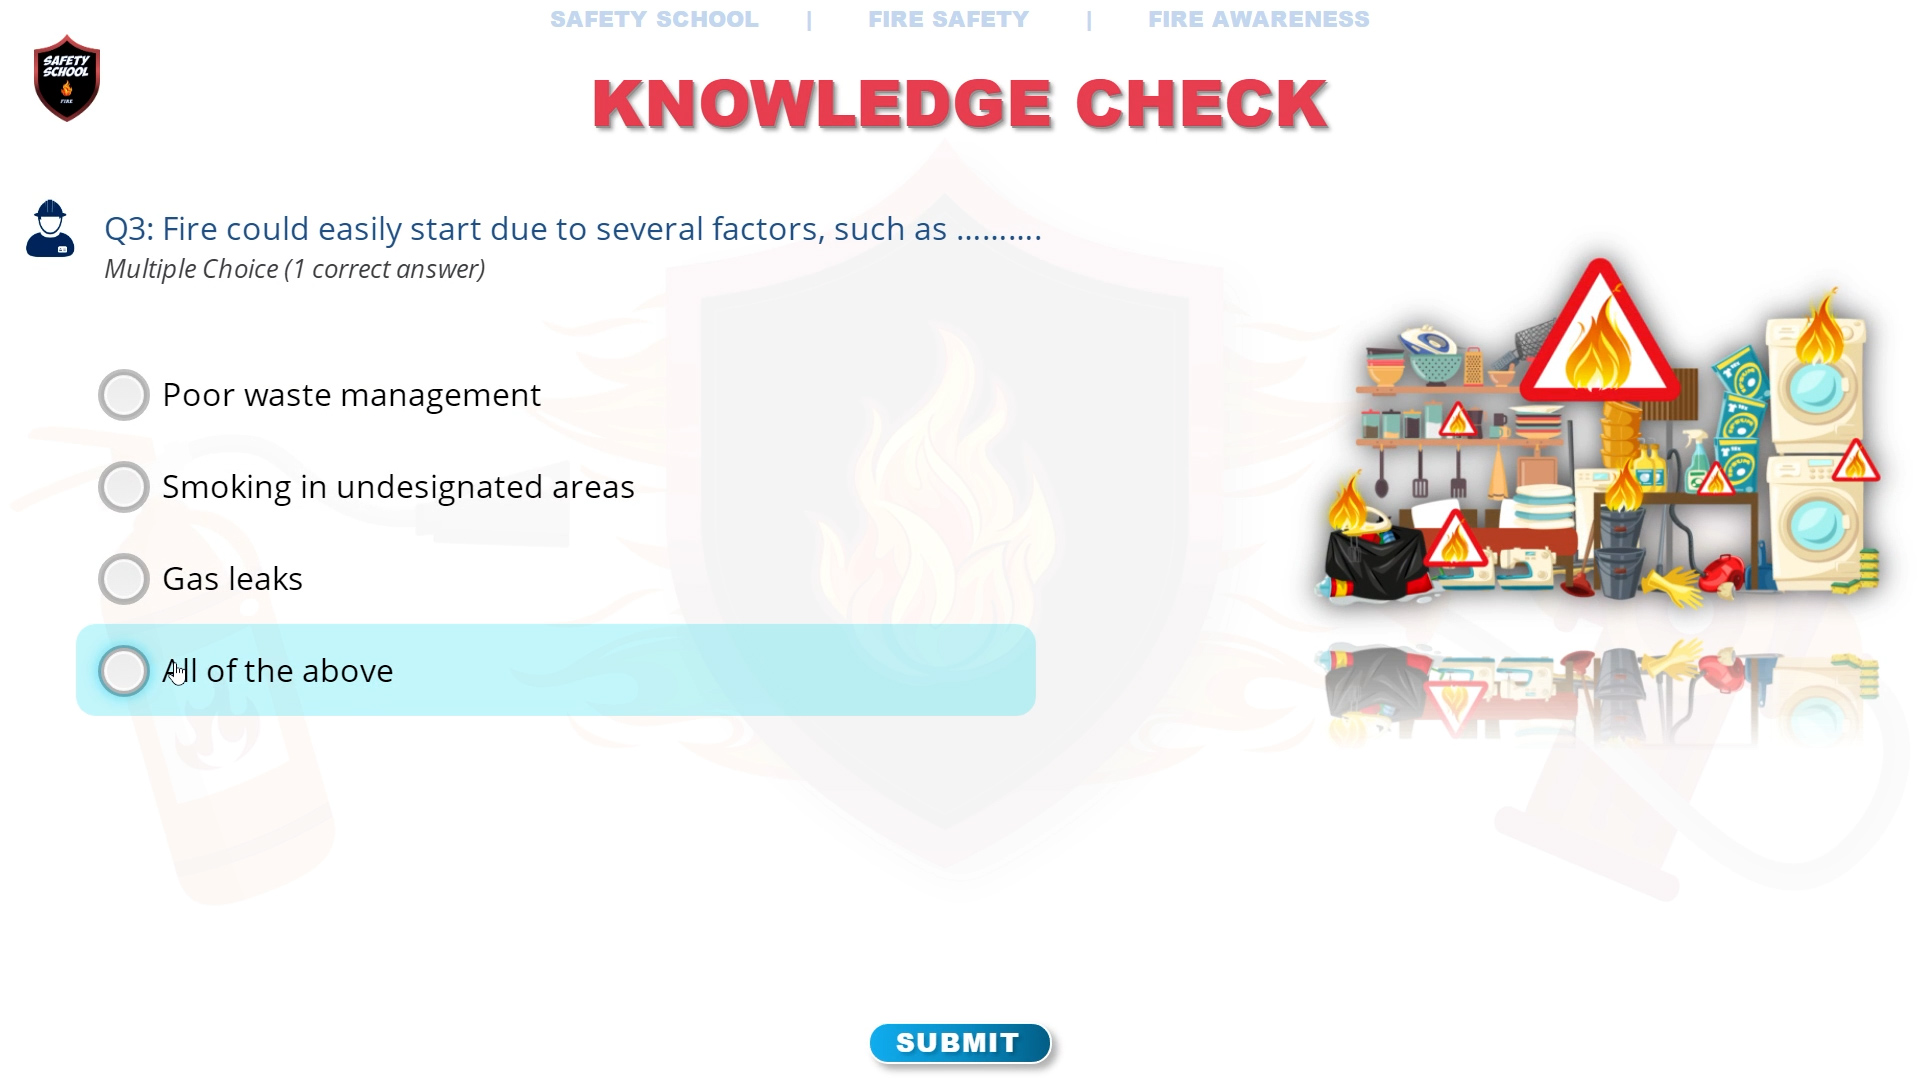 SAFETY SCHOOL | FIRE SAFETY | FIRE AWARENESS
SAFETY
SCHOOL
FIRE
KNOWLEDGE CHECK
Q3: Fire could easily start due to several factors, such as ..........
Multiple Choice (1 correct answer)
Poor waste management
Smoking in undesignated areas
Gas leaks
All of the above
SUBMIT